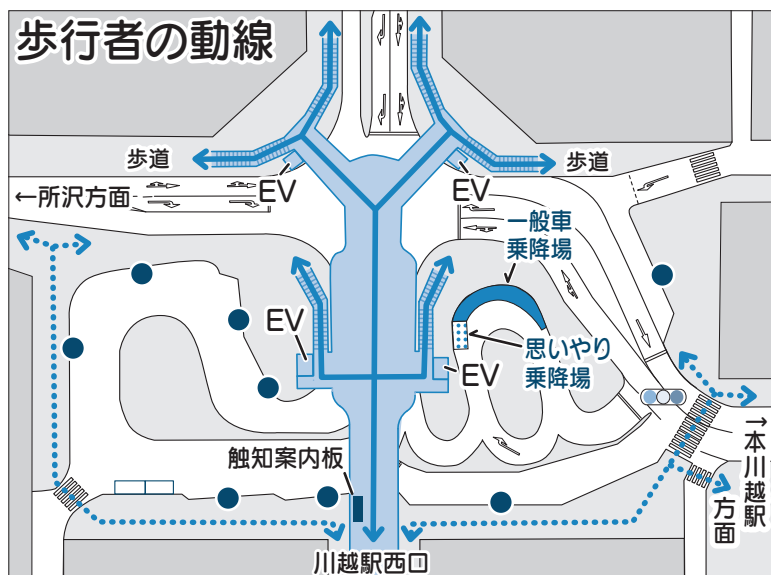 歩行者の動線
歩道
歩道
EV
EV
←所沢方面
一般車
乗降場
EV
思いやり
乗降場
EV
触知案内板
→本川越駅
方面
川越駅西口